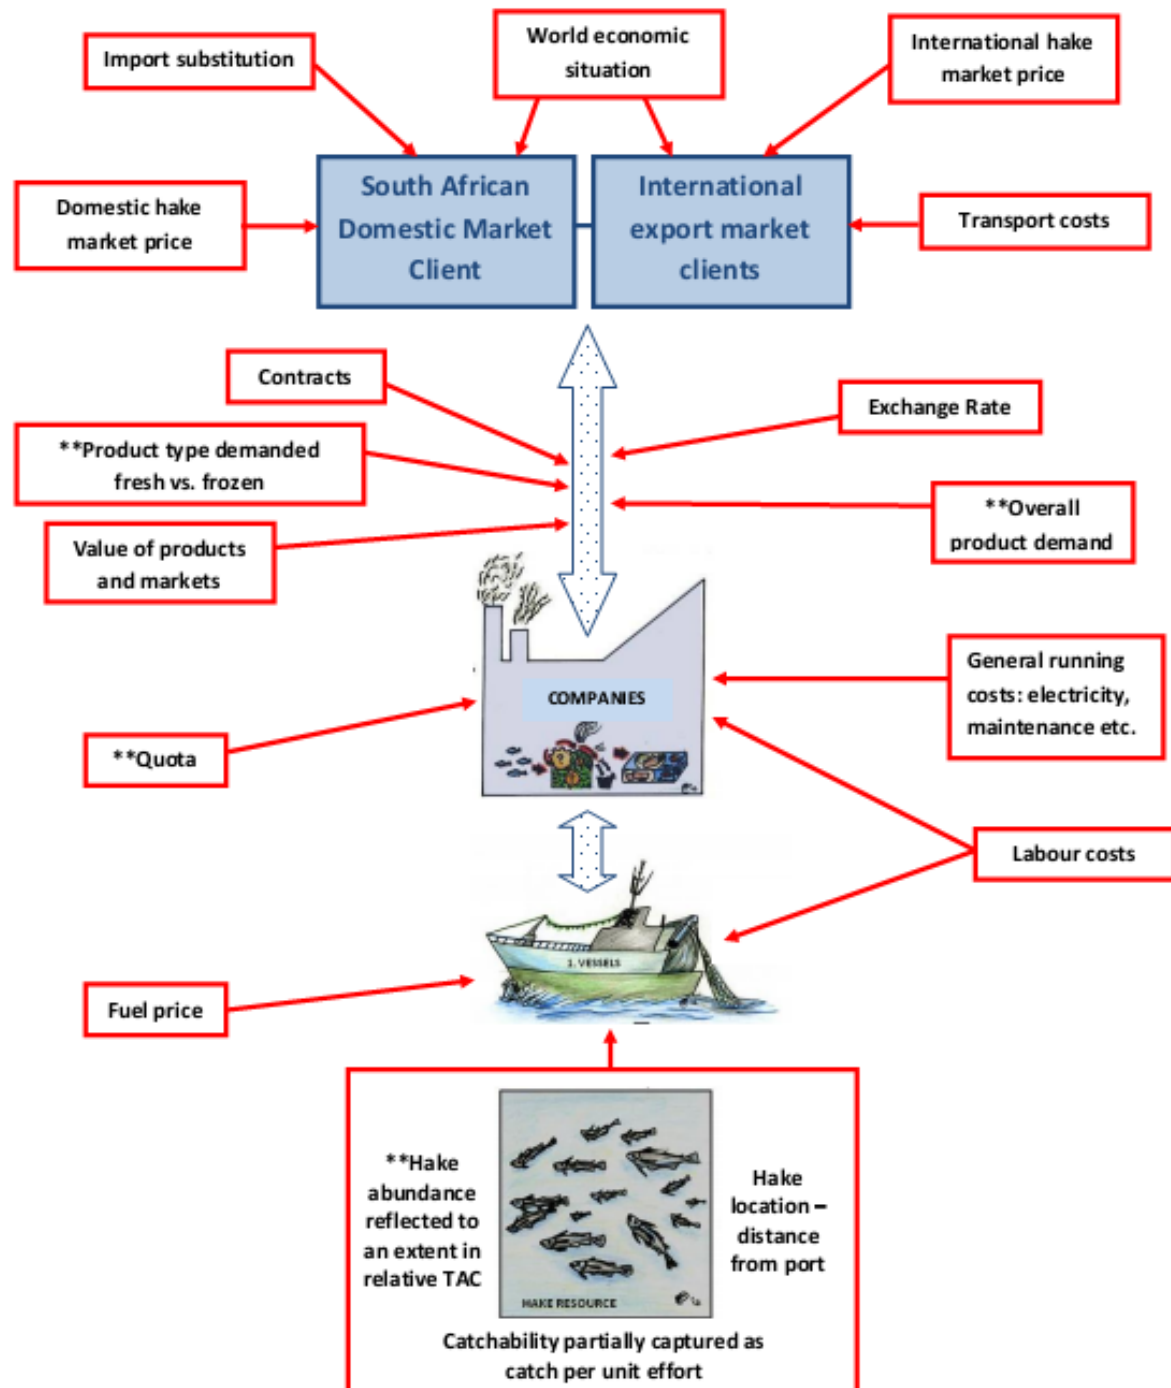 Import substitution
World economic
situation
International hake
market price
Domestic hake
market price
South African
Domestic Market
Client
International
export market
clients
Transport costs
Contracts
Exchange Rate
**Product type demanded
fresh vs. frozen
**Overall
product demand
Value of products
and markets
COMPANIES
General running
costs: electricity,
maintenance etc.
**Quota
Labour costs
1. VESSELS
Fuel price
**Hake
abundance
reflected to
an extent in
relative TAC
Hake
location –
distance
from port
HAKE RESOURCE
Catchability partially captured as
catch per unit effort